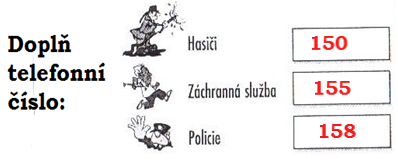 Doplň
telefonní
číslo:
Hasiči 150
Záchranná služba 155
Policie 158